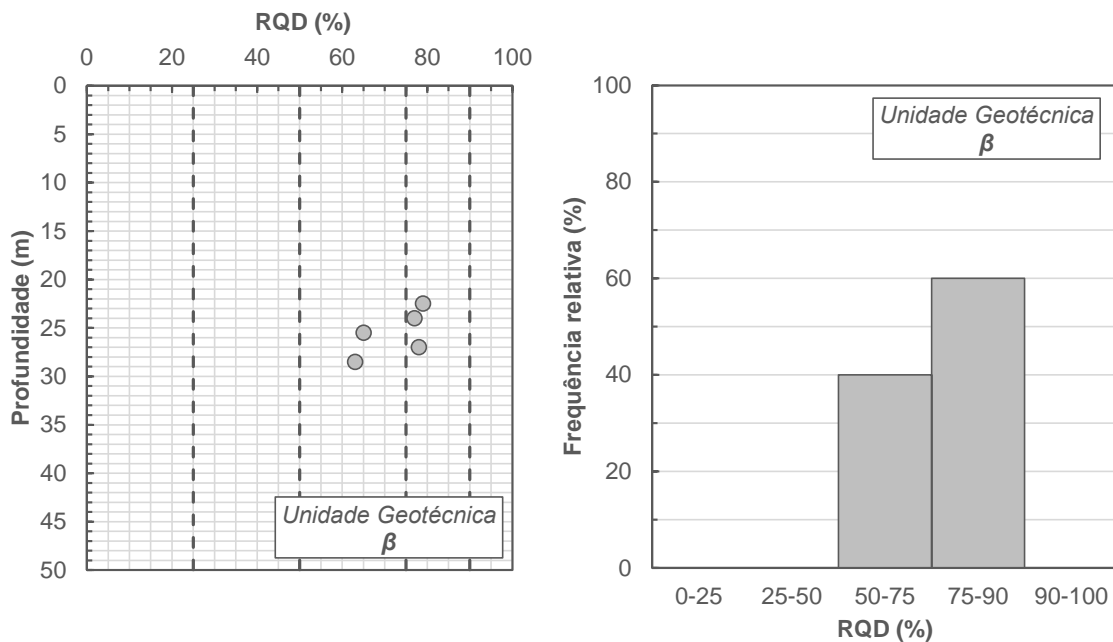 RQD (%)
0 20 40 60 80 100
Profundidade (m)
0
5
10
15
20
25
30
35
40
45
50
Unidade Geotécnica
β
Frequência relativa (%)
100
80
60
40
20
0
Unidade Geotécnica
β
0-25 25-50 50-75 75-90 90-100
RQD (%)